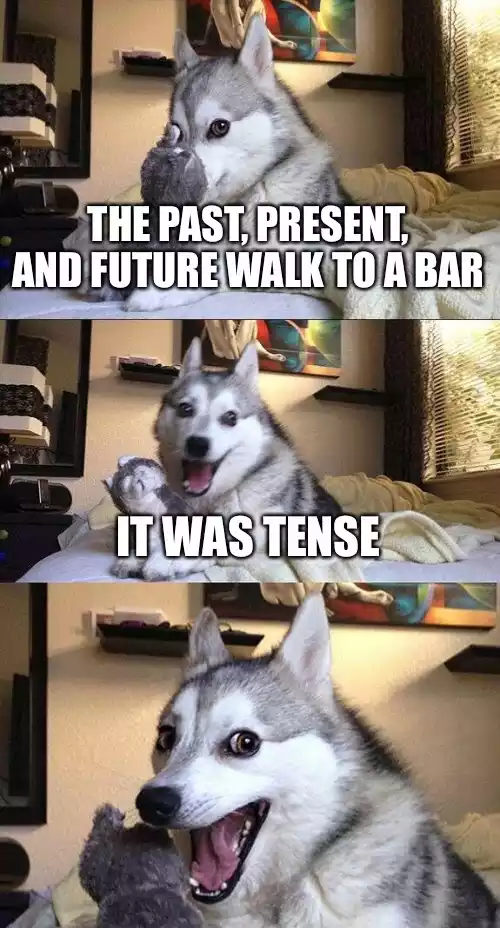 THE PAST, PRESENT,
AND FUTURE WALK TO A BAR
IT WAS TENSE